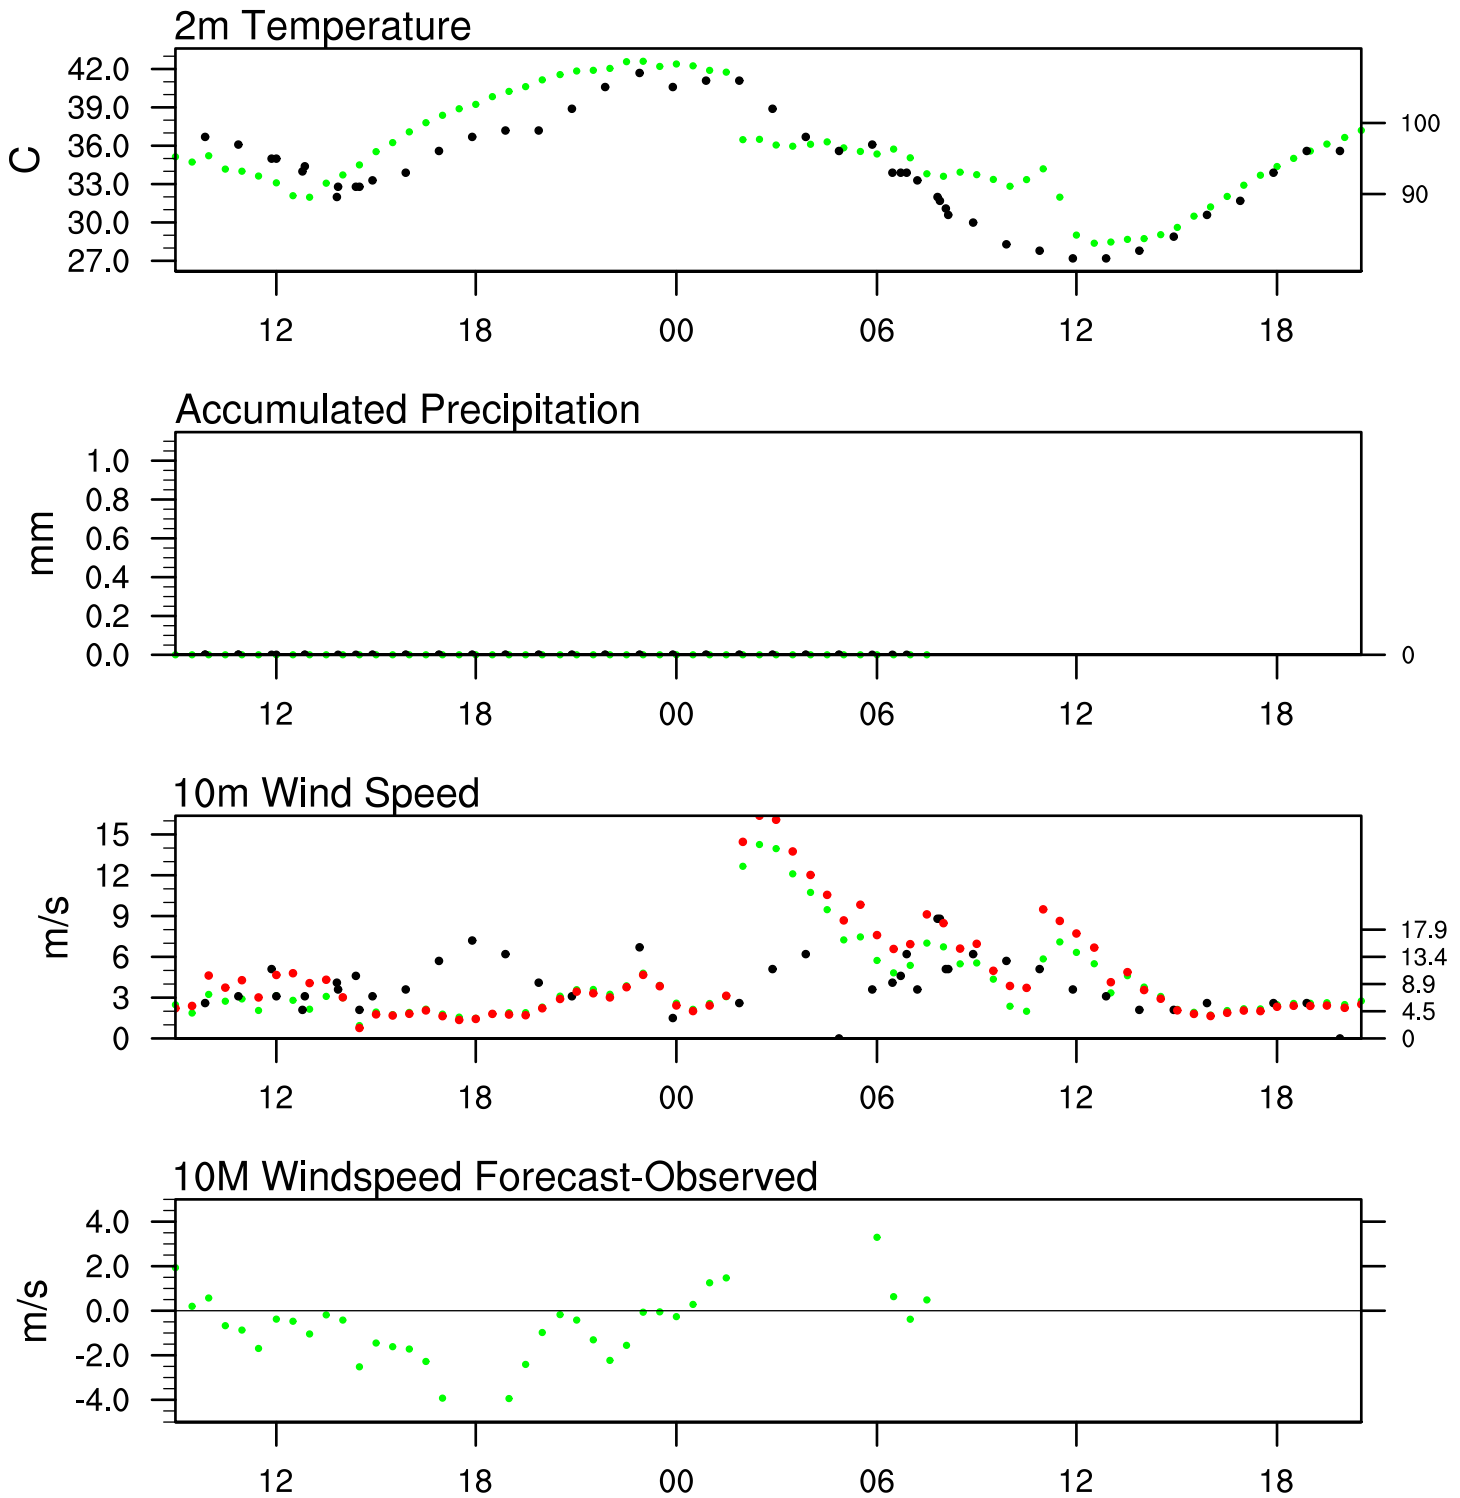 2m Temperature
42.0
39.0
36.0
33.0
30.0
27.0
C
100
90
12 18 00 06 12 18
Accumulated Precipitation
1.0
0.8
0.6
0.4
0.2
0.0
mm
0
12 18 00 06 12 18
10m Wind Speed
15
12
9
6
3
0
m/s
17.9
13.4
8.9
4.5
0
12 18 00 06 12 18
10M Windspeed Forecast-Observed
4.0
2.0
0.0
-2.0
-4.0
m/s
12 18 00 06 12 18